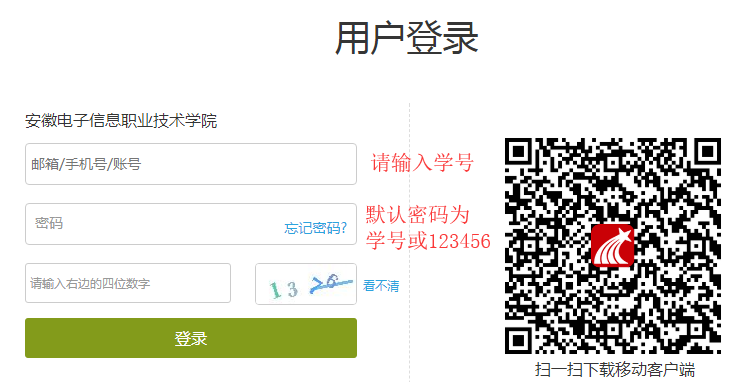 用户登录
安徽电子信息职业技术学院
邮箱/手机号/账号
请输入学号
密码
忘记密码?
默认密码为
学号或123456
请输入右边的四位数字
看不清
登录
扫一扫下载移动客户端